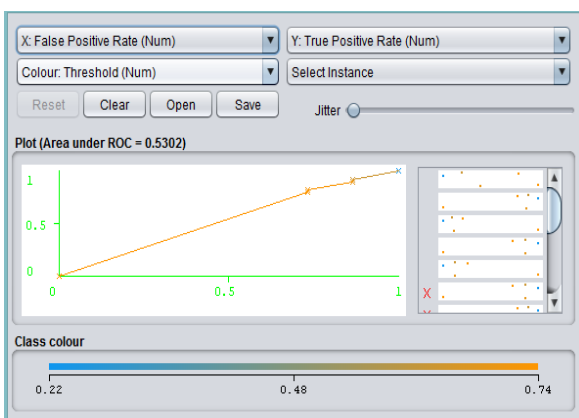 X: False Positive Rate (Num) Y: True Positive Rate (Num)
Colour: Threshold (Num) Select Instance
Reset Clear Open Save Jitter
Plot (Area under ROC = 0.5302)
1
0.5
0
0 0.5 1
X
Class colour
0.22 0.48 0.74